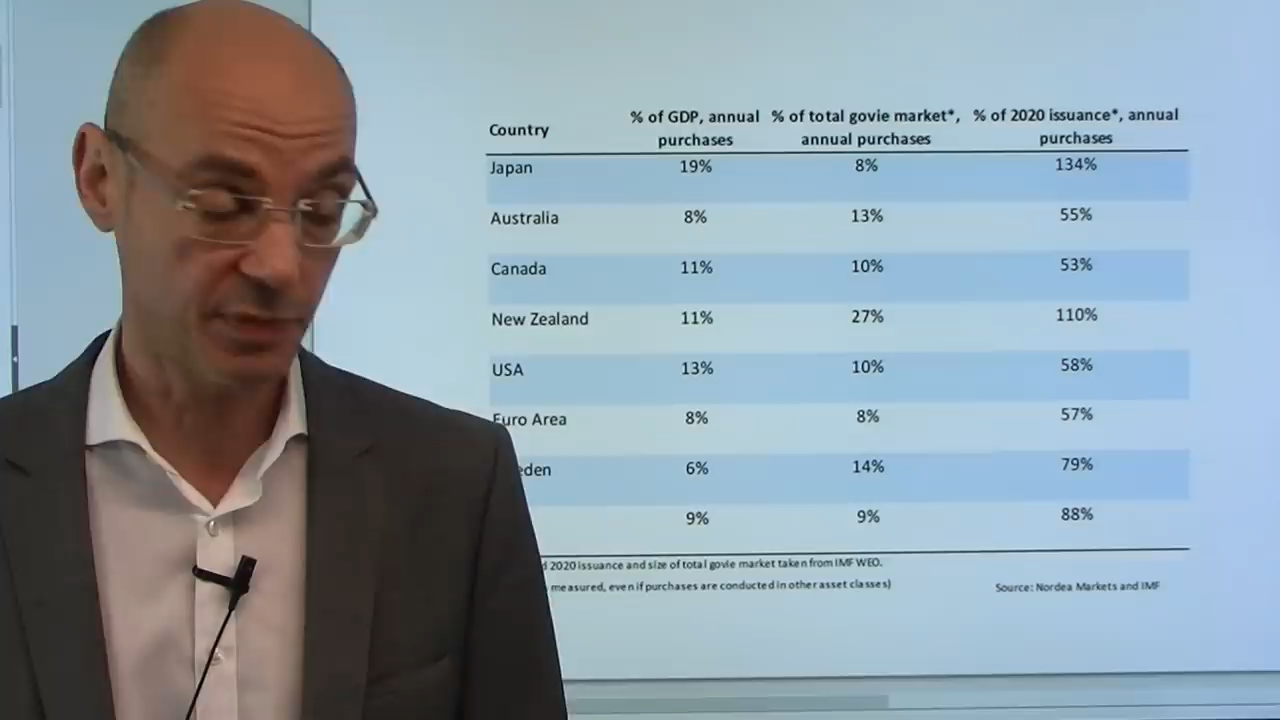 Country % of GDP, annual purchases % of total govie market*, annual purchases % of 2020 issuance*, annual purchases
Japan 19% 8% 134%
Australia 8% 13% 55%
Canada 11% 10% 53%
New Zealand 11% 27% 110%
USA 13% 10% 58%
Euro Area 8% 8% 57%
eden 6% 14% 79%
9% 9% 88%
2020 issuance and size of total govie market taken from IMF WEO.
measured, even if purchases are conducted in other asset classes) Source: Nordea Markets and IMF